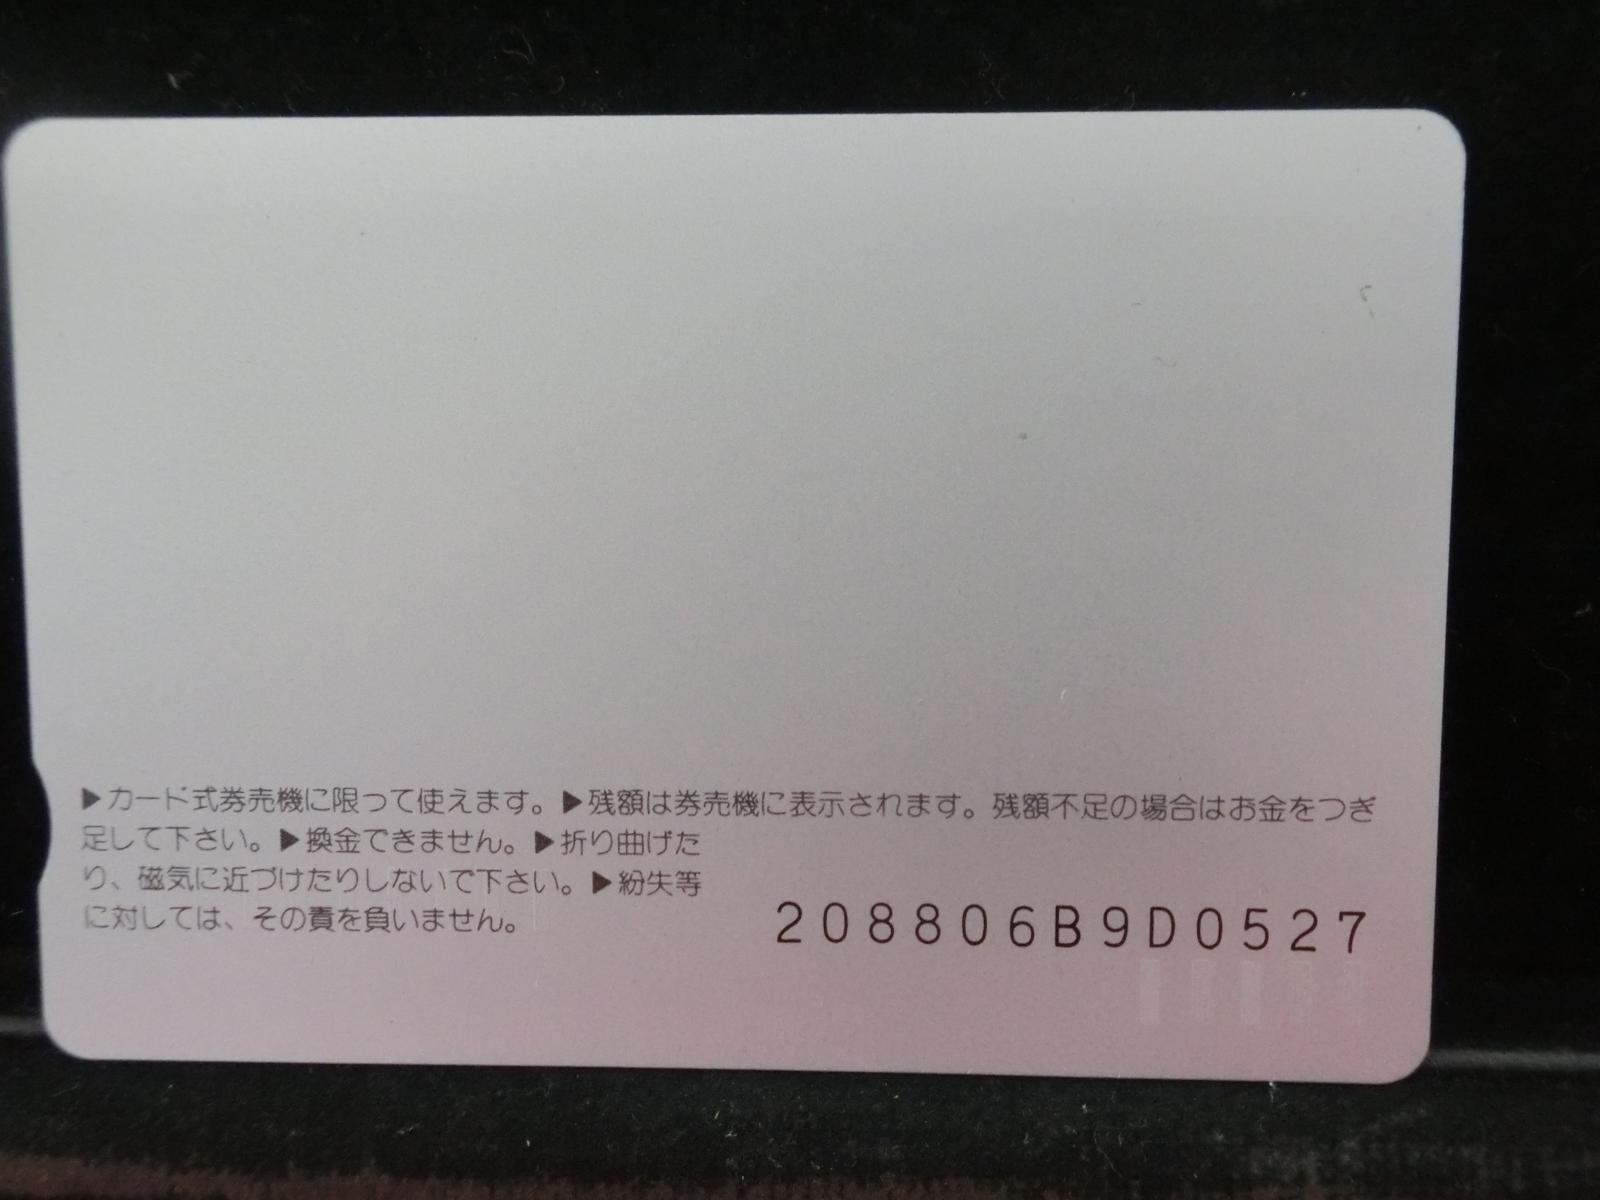 ▶カード式券売機に限って使えます。▶残額は券売機に表示されます。残額不足の場合はお金をつぎ
足して下さい。▶換金できません。▶折り曲げた
り、磁気に近づけたりしないで下さい。▶紛失等
に対しては、その責を負いません。
208806B9D0527